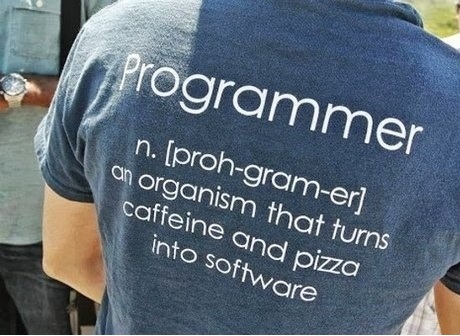 Programmer
n. [proh-gram-er]
an organism that turns
caffeine and pizza
into software